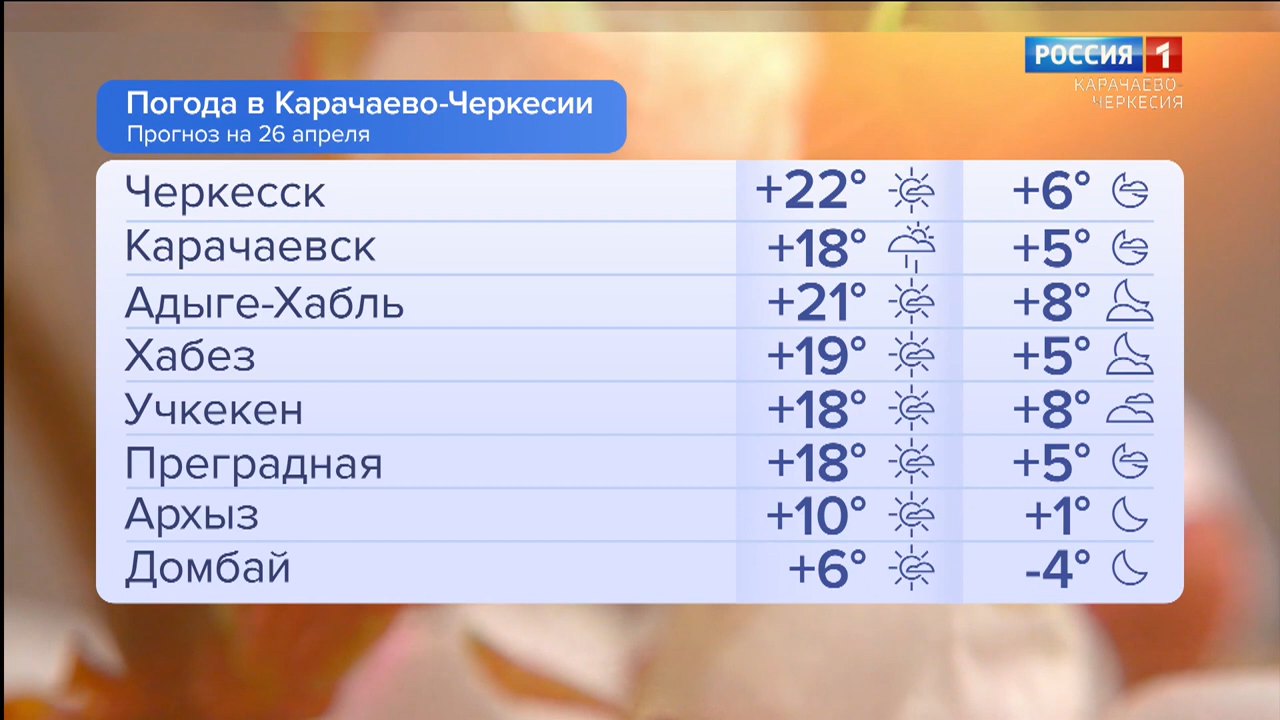 РОССИЯ 1
КАРАЧАЕВО-
ЧЕРКЕСИЯ
Погода в Карачаево-Черкесии
Прогноз на 26 апреля
Черкесск +22° +6°
Карачаевск +18° +5°
Адыге-Хабль +21° +8°
Хабез +19° +5°
Учкекен +18° +8°
Преградная +18° +5°
Архыз +10° +1°
Домбай +6° -4°